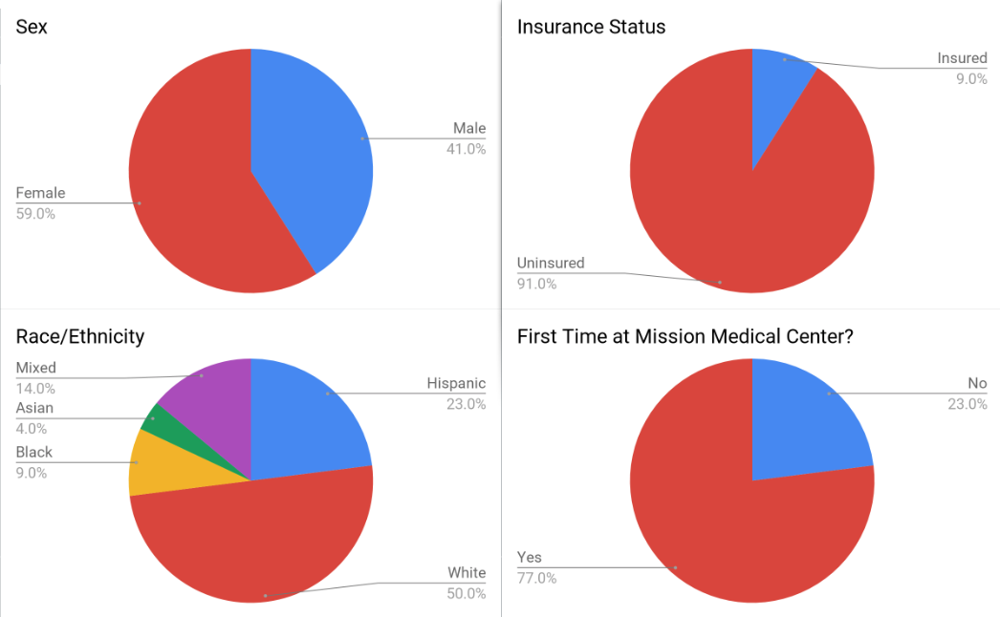 Sex
Male
41.0%
Female
59.0%
Insurance Status
Insured
9.0%
Uninsured
91.0%
Race/Ethnicity
Mixed
14.0%
Asian
4.0%
Black
9.0%
Hispanic
23.0%
White
50.0%
First Time at Mission Medical Center?
No
23.0%
Yes
77.0%